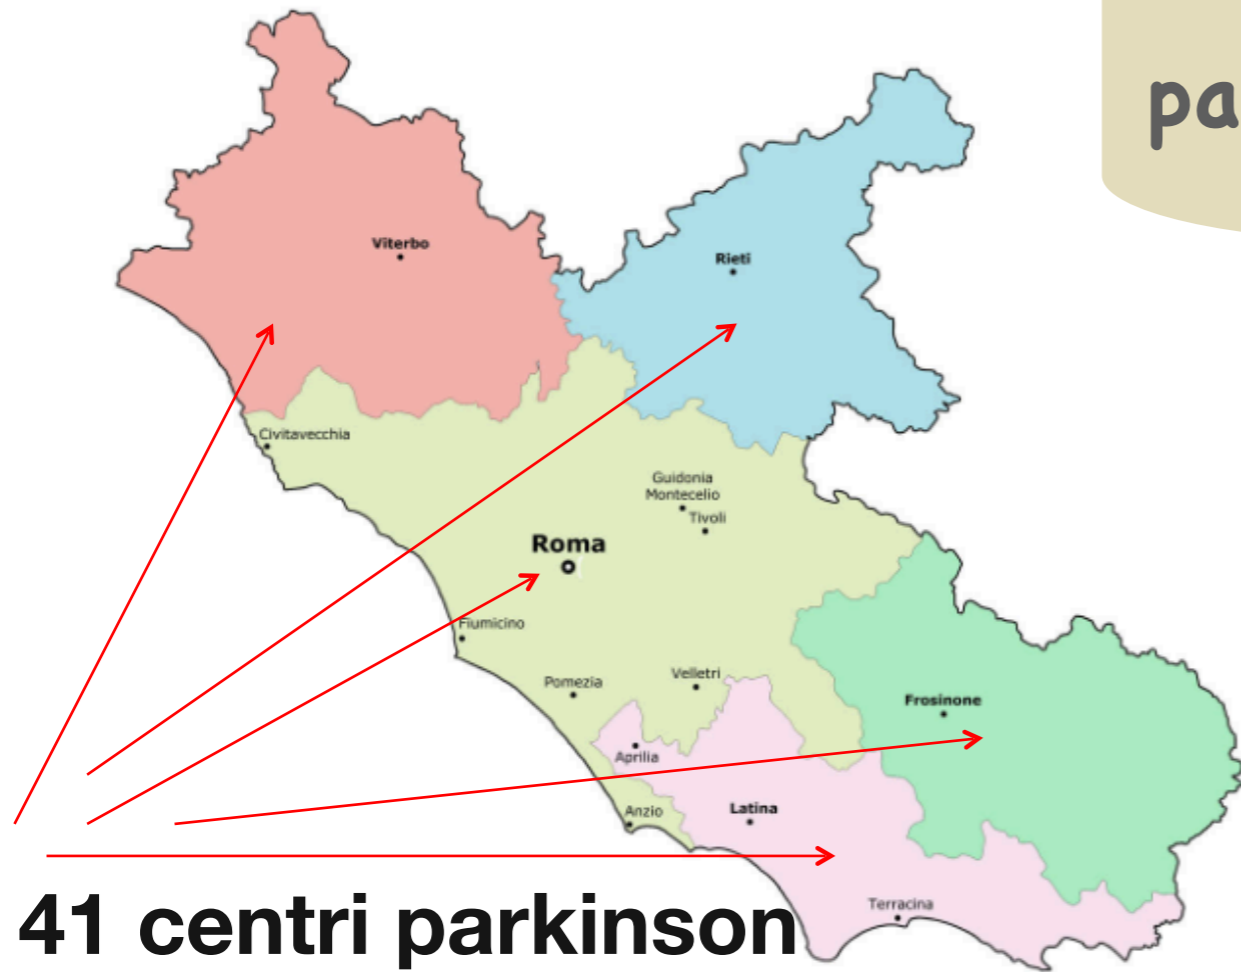 pa
Viterbo
Rieti
Civitavecchia
Guidonia
Montecelio
Tivoli
Roma
Fiumicino
Velletri
Pomezia
Frosinone
Aprilia
Latina
Anzio
Terracina
41 centri parkinson